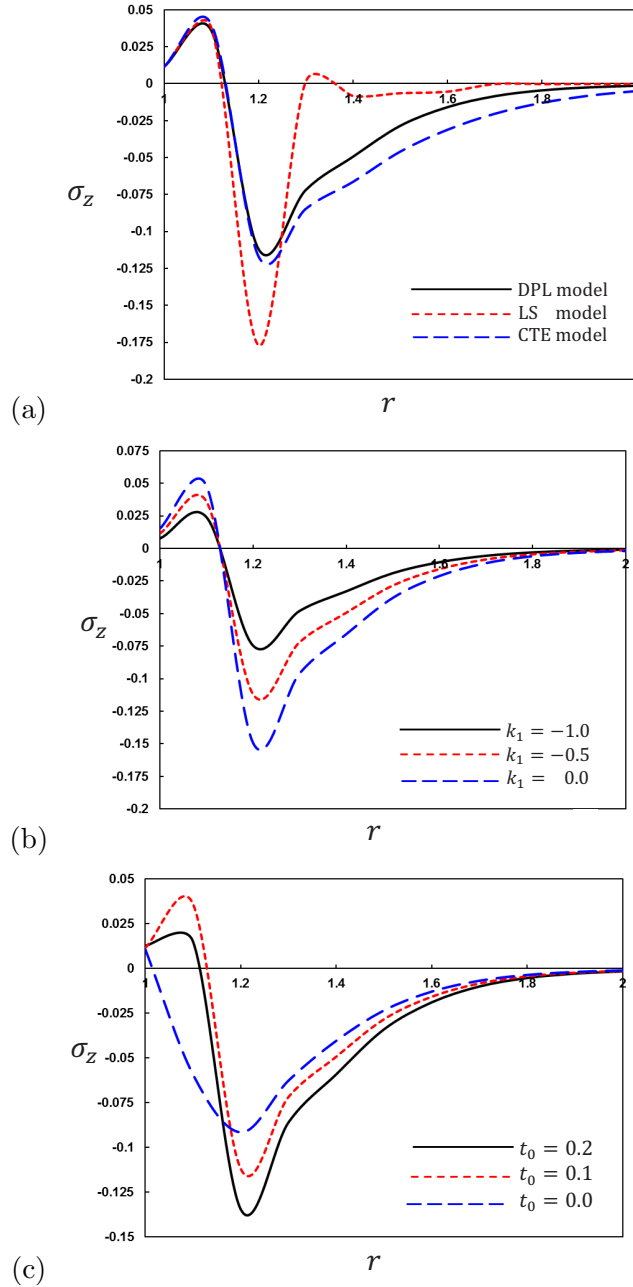 0.05
0.025
0
1 1.2 1.4 1.6 1.8
-0.025
-0.05
-0.075
σ_z
-0.1
-0.125
-0.15
-0.175
-0.2
DPL model
LS model
CTE model
(a)
r
0.075
0.05
0.025
0
1 1.2 1.4 1.6 1.8 2
-0.025
-0.05
-0.075
σ_z
-0.1
-0.125
-0.15
-0.175
-0.2
k₁ = −1.0
k₁ = −0.5
k₁ = 0.0
(b)
r
0.05
0.025
0
1 1.2 1.4 1.6 1.8 2
-0.025
-0.05
σ_z
-0.075
-0.1
-0.125
-0.15
t₀ = 0.2
t₀ = 0.1
t₀ = 0.0
(c)
r